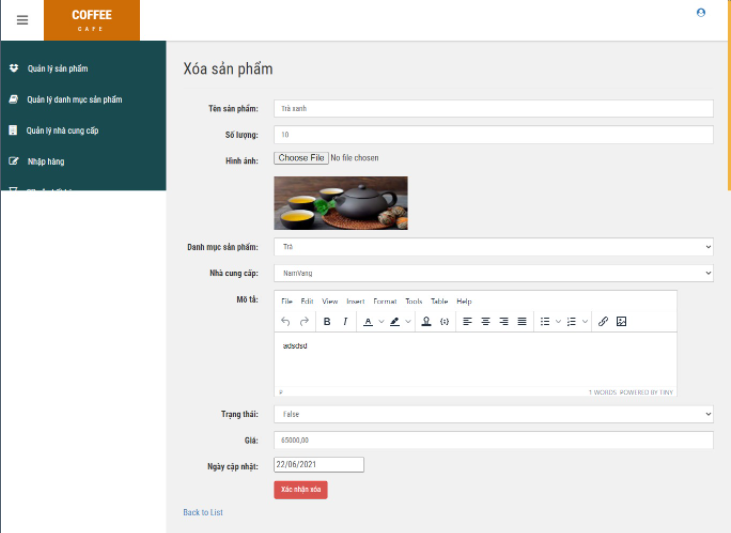 COFFEE
CAFE
Quản lý sản phẩm
Quản lý danh mục sản phẩm
Quản lý nhà cung cấp
Nhập hàng
Xóa sản phẩm
Tên sản phẩm: Trà xanh
Số lượng: 10
Hình ảnh: Choose File No file chosen
Danh mục sản phẩm: Trà
Nhà cung cấp: NamVang
Mô tả: File Edit View Insert Format Tools Table Help
adsdsd
P 1 WORDS POWERED BY TINY
Trạng thái: False
Giá: 65000,00
Ngày cập nhật: 22/06/2021
Xác nhận xóa
Back to List